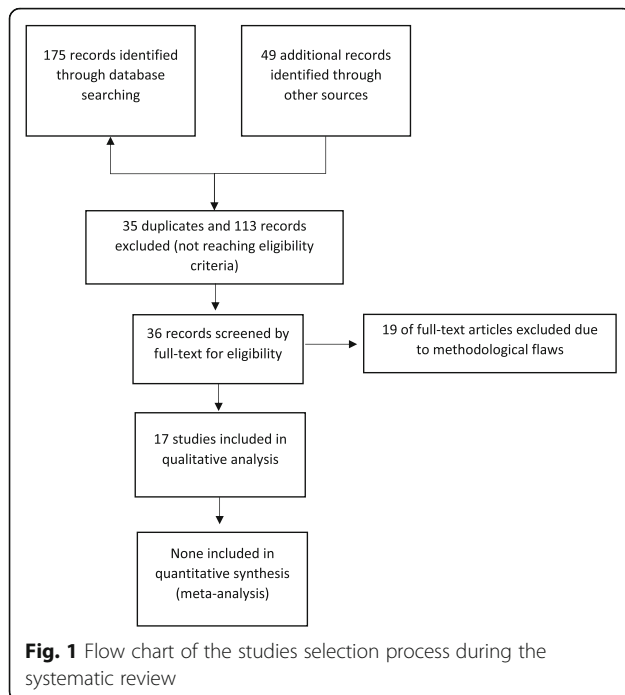 175 records identified
through database
searching
49 additional records
identified through
other sources
35 duplicates and 113 records
excluded (not reaching eligibility
criteria)
36 records screened by
full-text for eligibility
19 of full-text articles excluded due
to methodological flaws
17 studies included in
qualitative analysis
None included in
quantitative synthesis
(meta-analysis)
Fig. 1 Flow chart of the studies selection process during the
systematic review